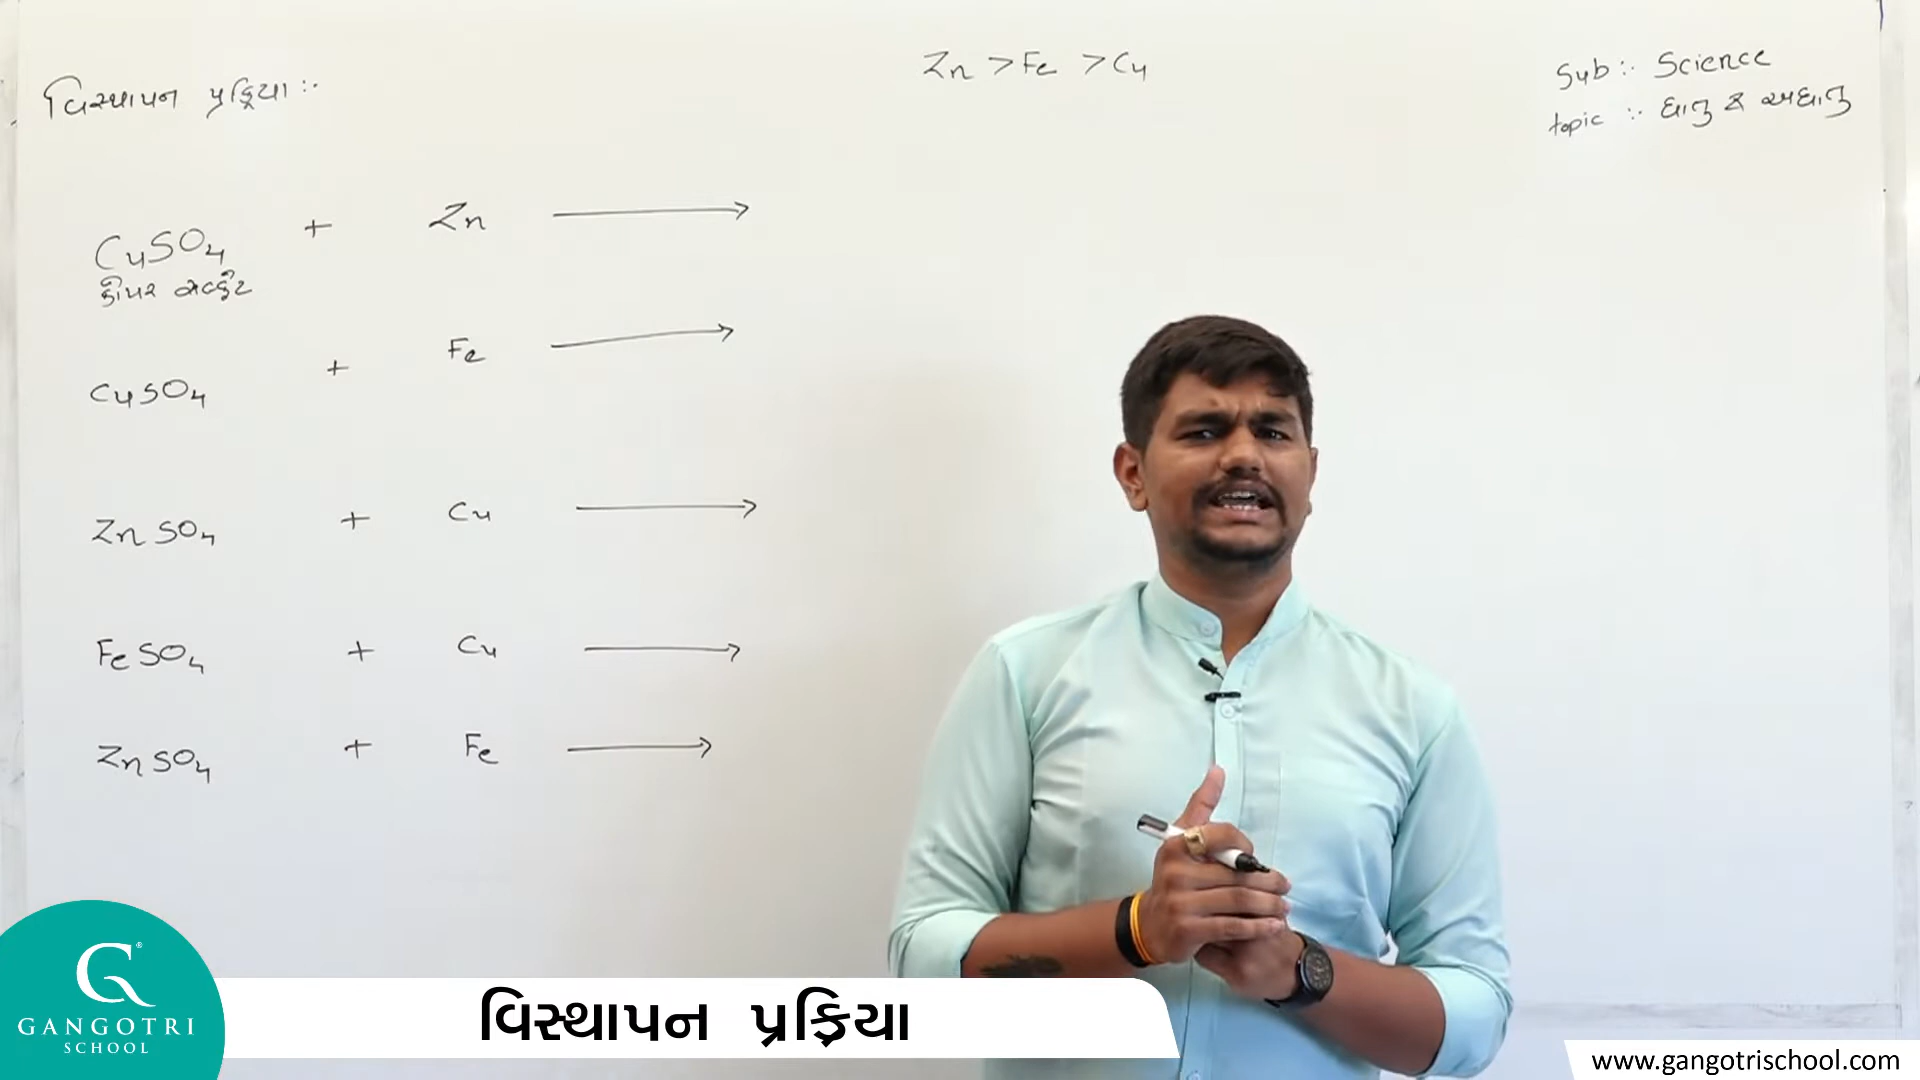 Zn > Fe > Cu
Sub :- Science
topic :- ધાતુ & અધાતુ
વિસ્થાપન પ્રક્રિયા :-
CuSO4 + Zn ⟶
કોપર સલ્ફેટ
CuSO4 + Fe ⟶
ZnSO4 + Cu ⟶
FeSO4 + Cu ⟶
ZnSO4 + Fe ⟶
GANGOTRI
SCHOOL
વિસ્થાપન પ્રક્રિયા
www.gangotrischool.com